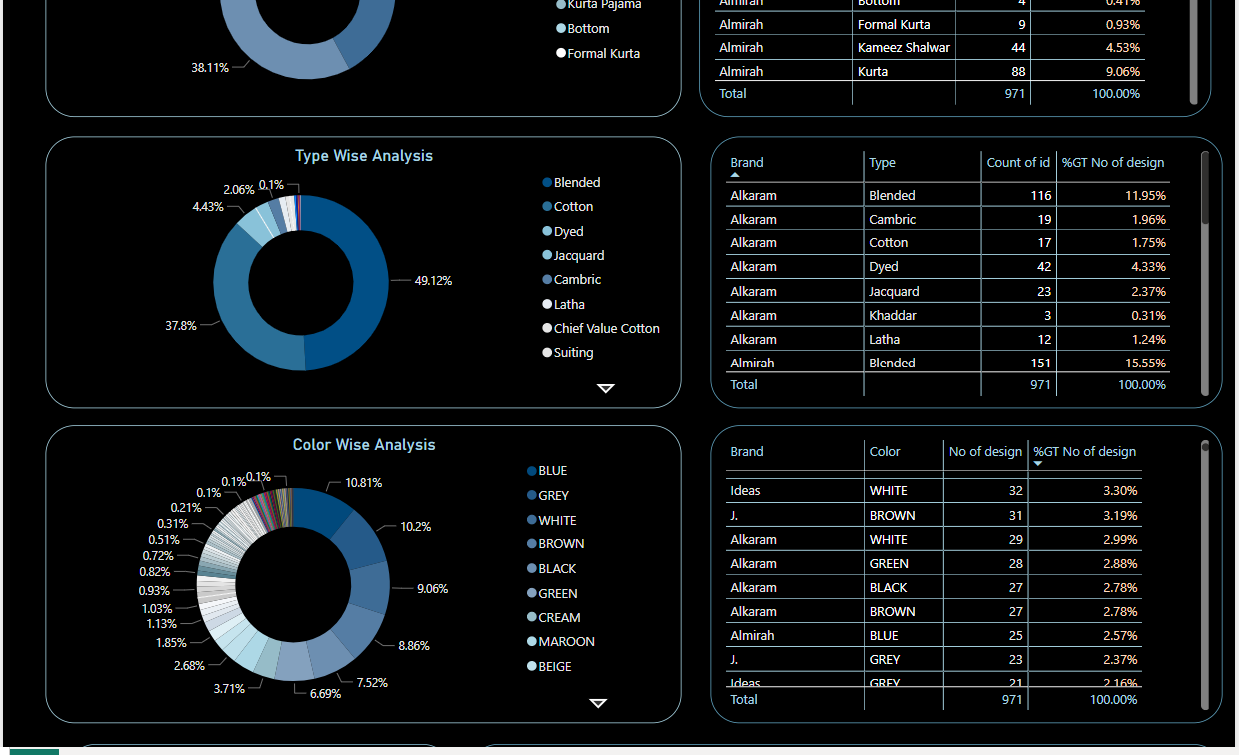 Kurta Pajama
Bottom
Formal Kurta
38.11%
Almirah Bottom 4 0.41%
Almirah Formal Kurta 9 0.93%
Almirah Kameez Shalwar 44 4.53%
Almirah Kurta 88 9.06%
Total 971 100.00%
Type Wise Analysis
2.06% 0.1%
4.43%
49.12%
37.8%
Blended
Cotton
Dyed
Jacquard
Cambric
Latha
Chief Value Cotton
Suiting
Brand Type Count of id %GT No of design
Alkaram Blended 116 11.95%
Alkaram Cambric 19 1.96%
Alkaram Cotton 17 1.75%
Alkaram Dyed 42 4.33%
Alkaram Jacquard 23 2.37%
Alkaram Khaddar 3 0.31%
Alkaram Latha 12 1.24%
Almirah Blended 151 15.55%
Total 971 100.00%
Color Wise Analysis
0.1% 0.1%
0.1%
0.21%
0.31%
0.51%
0.72%
0.82%
0.93%
1.03%
1.13%
1.85%
2.68%
3.71%
6.69%
7.52%
8.86%
9.06%
10.2%
10.81%
BLUE
GREY
WHITE
BROWN
BLACK
GREEN
CREAM
MAROON
BEIGE
Brand Color No of design %GT No of design
Ideas WHITE 32 3.30%
J. BROWN 31 3.19%
Alkaram WHITE 29 2.99%
Alkaram GREEN 28 2.88%
Alkaram BLACK 27 2.78%
Alkaram BROWN 27 2.78%
Almirah BLUE 25 2.57%
J. GREY 23 2.37%
Ideas GREY 21 2.16%
Total 971 100.00%